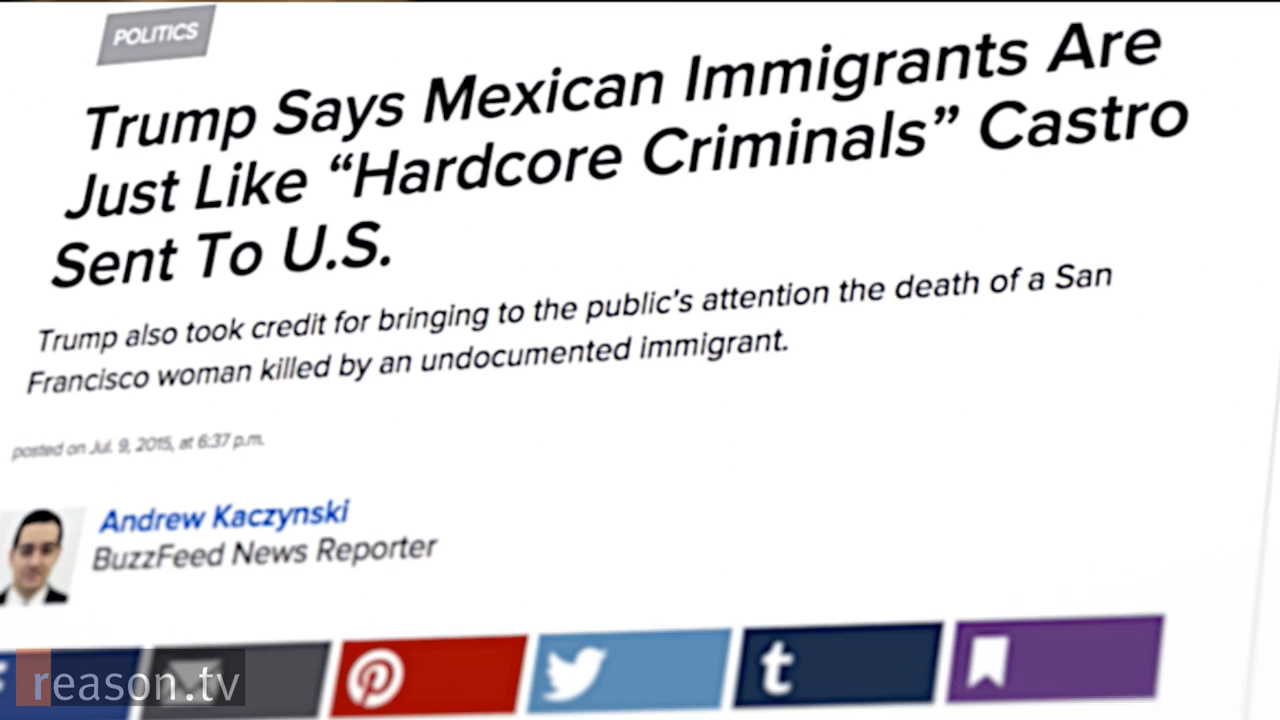 POLITICS
Trump Says Mexican Immigrants Are
Just Like “Hardcore Criminals” Castro
Sent To U.S.
Trump also took credit for bringing to the public’s attention the death of a San
Francisco woman killed by an undocumented immigrant.
posted on Jul. 9, 2015, at 6:37 p.m.
Andrew Kaczynski
BuzzFeed News Reporter
reason.tv